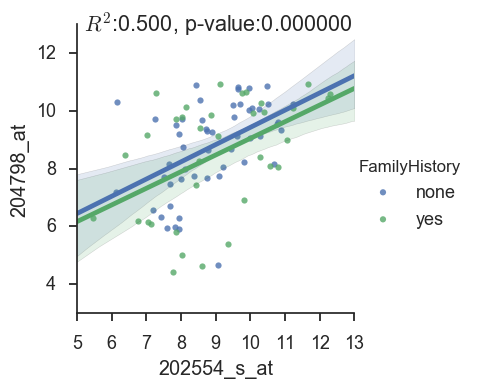 R²:0.500, p-value:0.000000
12
10
8
6
4
204798_at
5 6 7 8 9 10 11 12 13
202554_s_at
FamilyHistory
none
yes